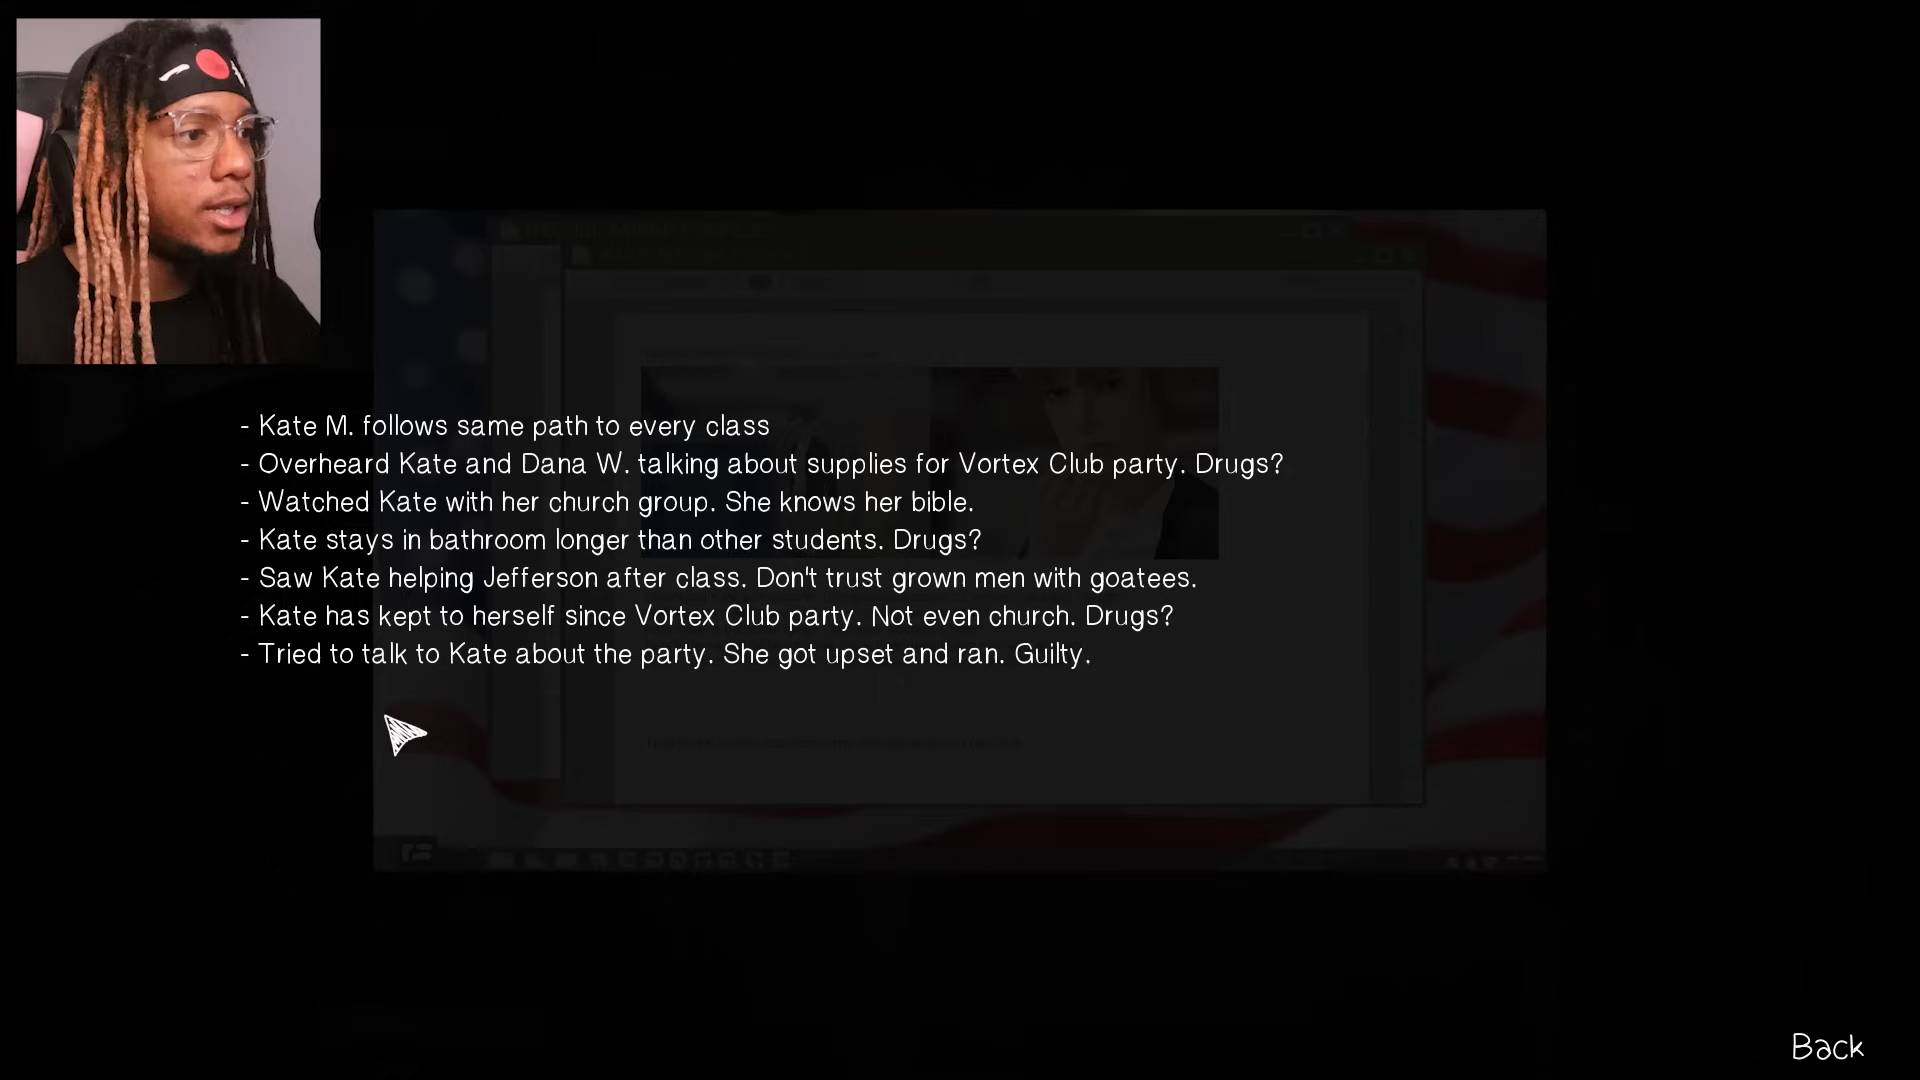 - Kate M. follows same path to every class
- Overheard Kate and Dana W. talking about supplies for Vortex Club party. Drugs?
- Watched Kate with her church group. She knows her bible.
- Kate stays in bathroom longer than other students. Drugs?
- Saw Kate helping Jefferson after class. Don't trust grown men with goatees.
- Kate has kept to herself since Vortex Club party. Not even church. Drugs?
- Tried to talk to Kate about the party. She got upset and ran. Guilty.
Back